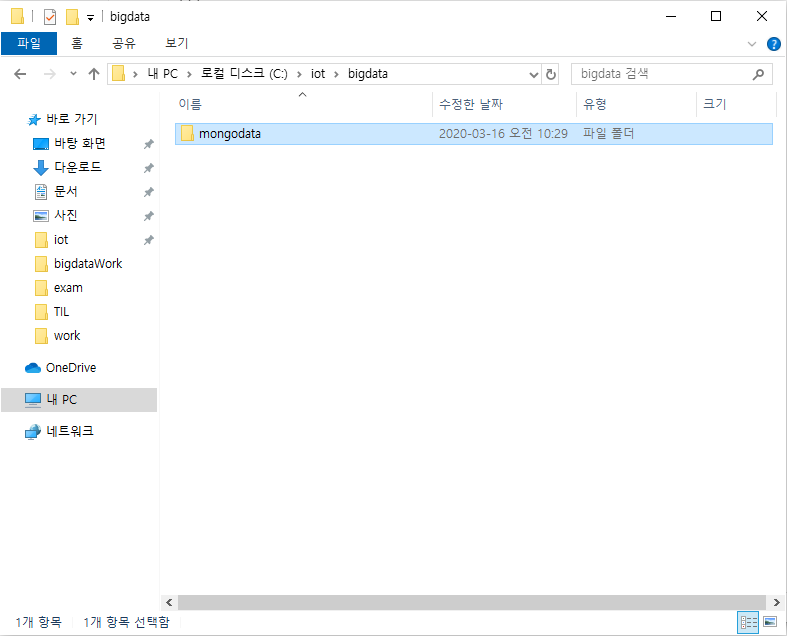 bigdata
파일 홈 공유 보기
내 PC 로컬 디스크 (C:) iot bigdata
bigdata 검색
이름 수정한 날짜 유형 크기
mongodata 2020-03-16 오전 10:29 파일 폴더
바로 가기
바탕 화면
다운로드
문서
사진
iot
bigdataWork
exam
TIL
work
OneDrive
내 PC
네트워크
1개 항목 1개 항목 선택함